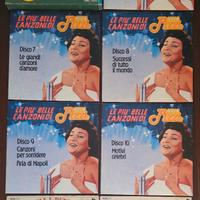 LE PIU' BELLE
CANZONI DI
Disco 7
Le grandi
canzoni
d'amore
LE PIU' BELLE
CANZONI DI
Disco 8
Successi
di tutto
il mondo
LE PIU' BELLE
CANZONI DI
Disco 9
Canzoni
per sorridere
Aria di Napoli
LE PIU' BELLE
CANZONI DI
Disco 10
Motivi
celebri